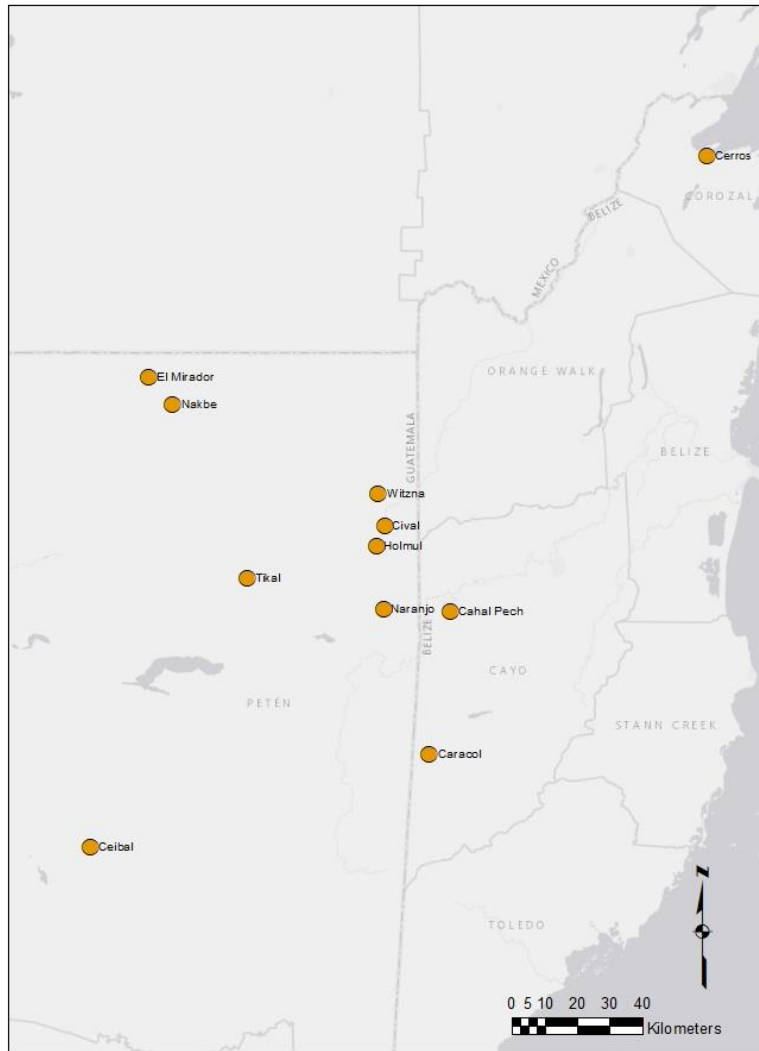 Cerros
COROZAL
BELIZE
MEXICO
El Mirador
ORANGE WALK
Nakbe
GUATEMALA
BELIZE
Witzna
Cival
Holmul
Tikal
Naranjo
Cahal Pech
BELIZE
CAYO
PETÉN
STANN CREEK
Caracol
Ceibal
N
TOLEDO
0 5 10 20 30 40
Kilometers